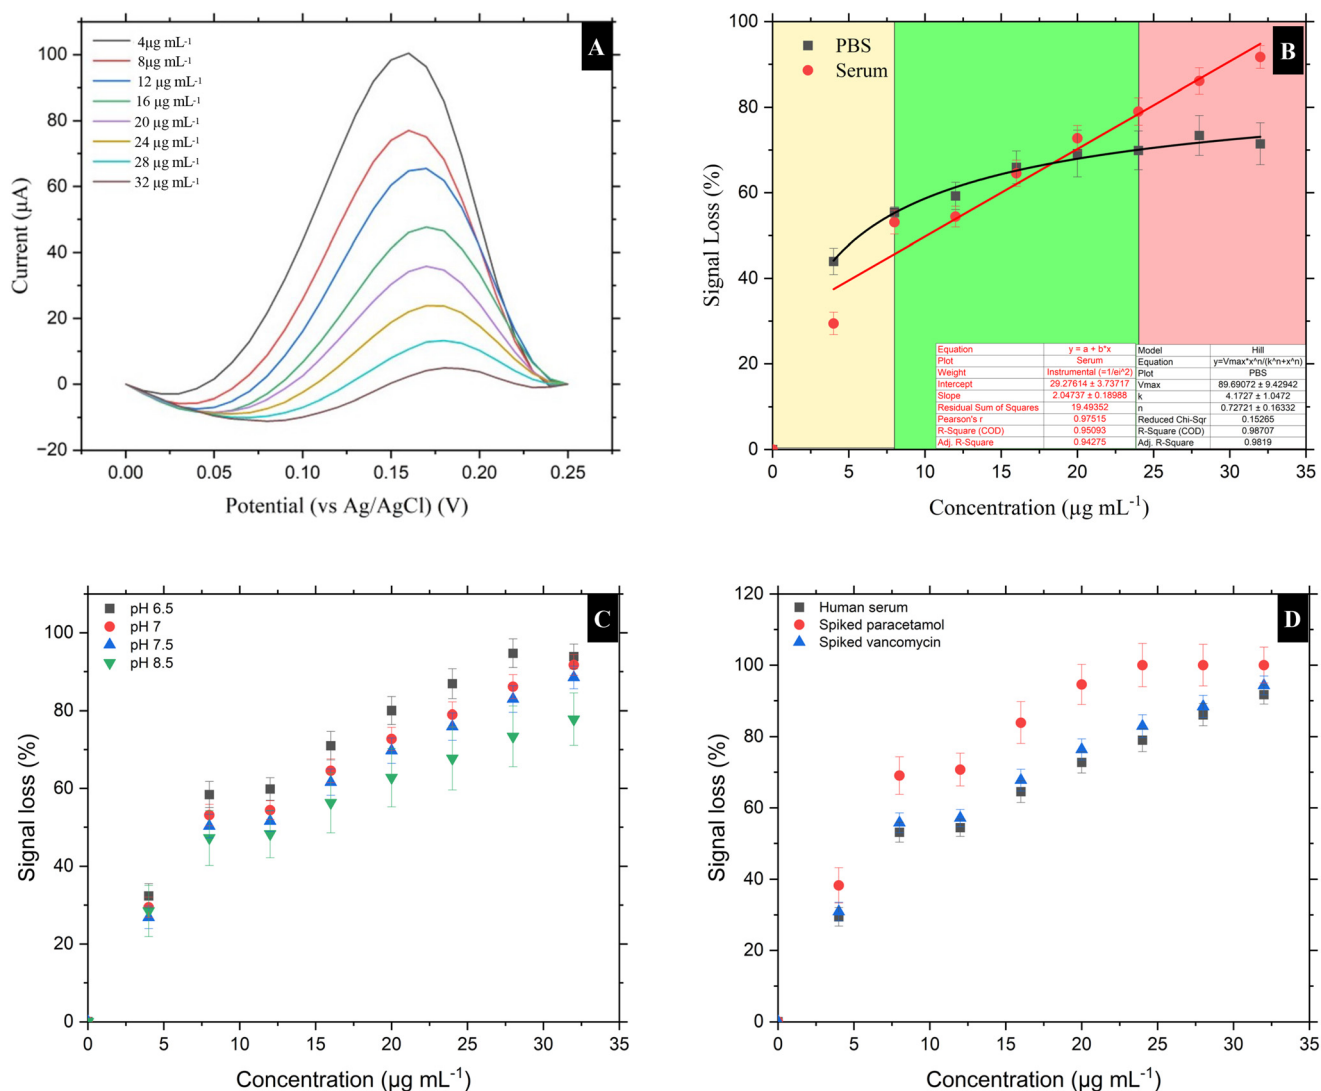 A
100
80
60
40
20
0
−20
Current (µA)
4µg mL-1
8µg mL-1
12 µg mL-1
16 µg mL-1
20 µg mL-1
24 µg mL-1
28 µg mL-1
32 µg mL-1
0.00 0.05 0.10 0.15 0.20 0.25
Potential (vs Ag/AgCl) (V)
B
100
80
60
40
20
0
Signal Loss (%)
PBS
Serum
Equation y = a + b*x
Plot Serum
Weight Instrumental (=1/ei^2)
Intercept 29.27614 ± 3.73717
Slope 2.04737 ± 0.18988
Residual Sum of Squares 19.49352
Pearson's r 0.97515
R-Square (COD) 0.95093
Adj. R-Square 0.94275
Model Hill
Equation y=Vmax*x^n/(k^n+x^n)
Plot PBS
Vmax 89.69072 ± 9.42942
k 4.1727 ± 1.0472
n 0.72721 ± 0.16332
Reduced Chi-Sqr 0.15265
R-Square (COD) 0.98707
Adj. R-Square 0.9819
0 5 10 15 20 25 30 35
Concentration (µg mL-1)
C
100
80
60
40
20
0
Signal loss (%)
pH 6.5
pH 7
pH 7.5
pH 8.5
0 5 10 15 20 25 30 35
Concentration (µg mL-1)
D
120
100
80
60
40
20
0
Signal loss (%)
Human serum
Spiked paracetamol
Spiked vancomycin
0 5 10 15 20 25 30 35
Concentration (µg mL-1)